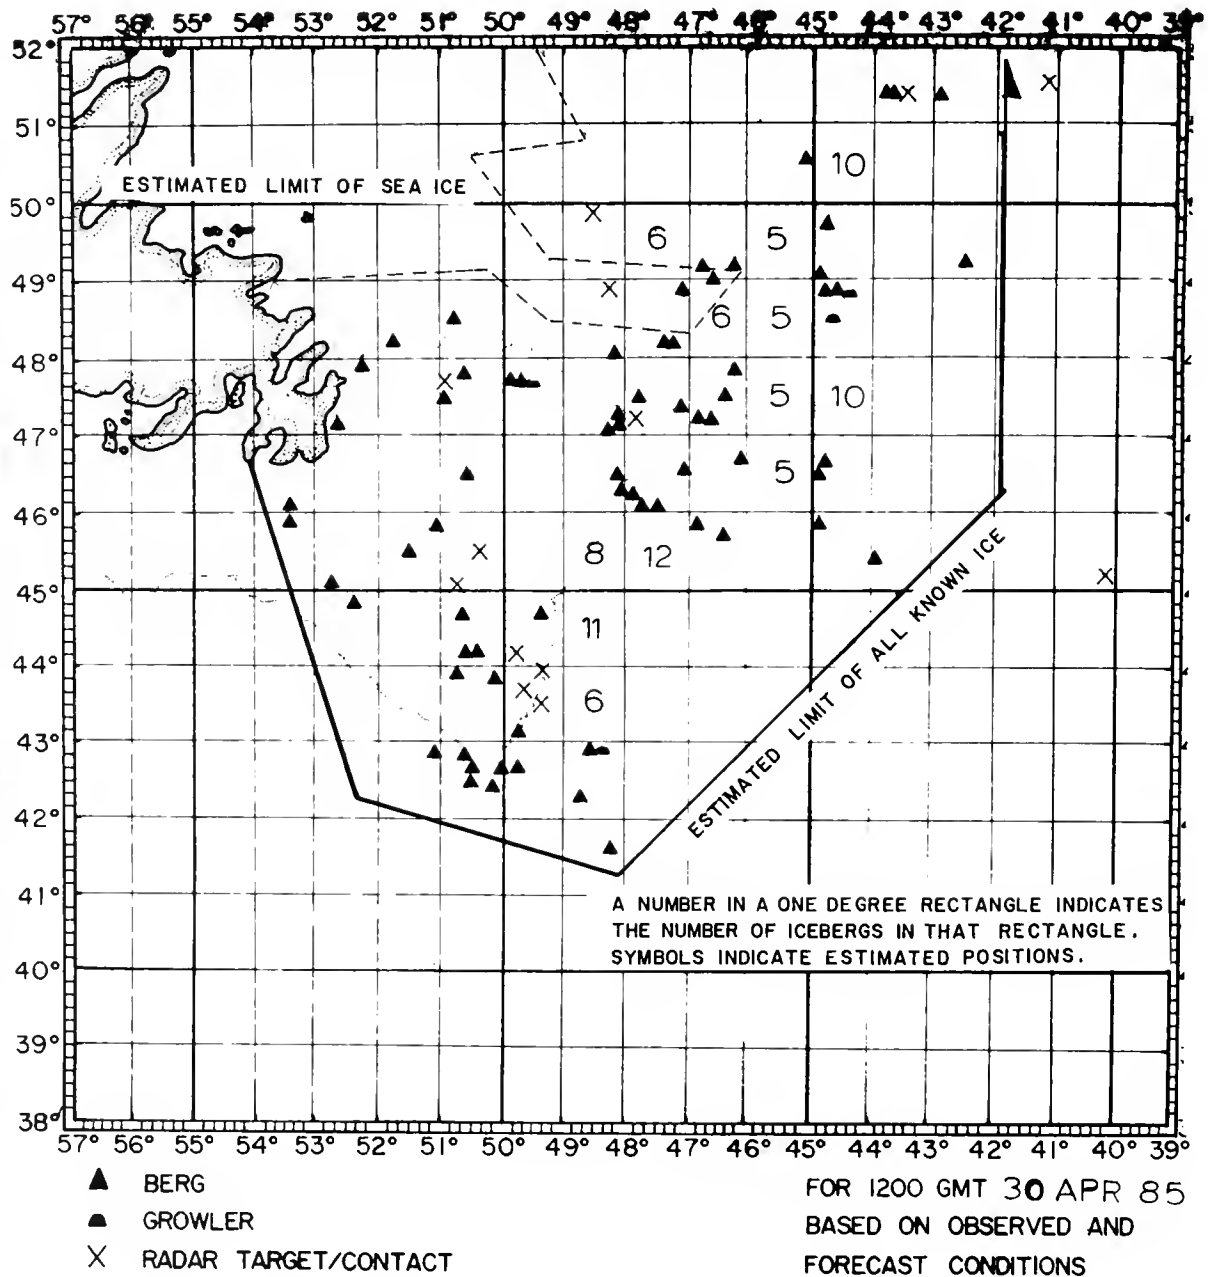 57° 56° 55° 54° 53° 52° 51° 50° 49° 48° 47° 46° 45° 44° 43° 42° 41° 40° 39°
52°
51°
10
ESTIMATED LIMIT OF SEA ICE
50°
6 5
49°
6 5
48°
5 10
47°
5
46°
8 12
45°
11
44°
6
43°
42°
ESTIMATED LIMIT OF ALL KNOWN ICE
41°
A NUMBER IN A ONE DEGREE RECTANGLE INDICATES
THE NUMBER OF ICEBERGS IN THAT RECTANGLE.
SYMBOLS INDICATE ESTIMATED POSITIONS.
40°
39°
38°
57° 56° 55° 54° 53° 52° 51° 50° 49° 48° 47° 46° 45° 44° 43° 42° 41° 40° 39°
BERG
GROWLER
RADAR TARGET/CONTACT
FOR 1200 GMT 30 APR 85
BASED ON OBSERVED AND
FORECAST CONDITIONS